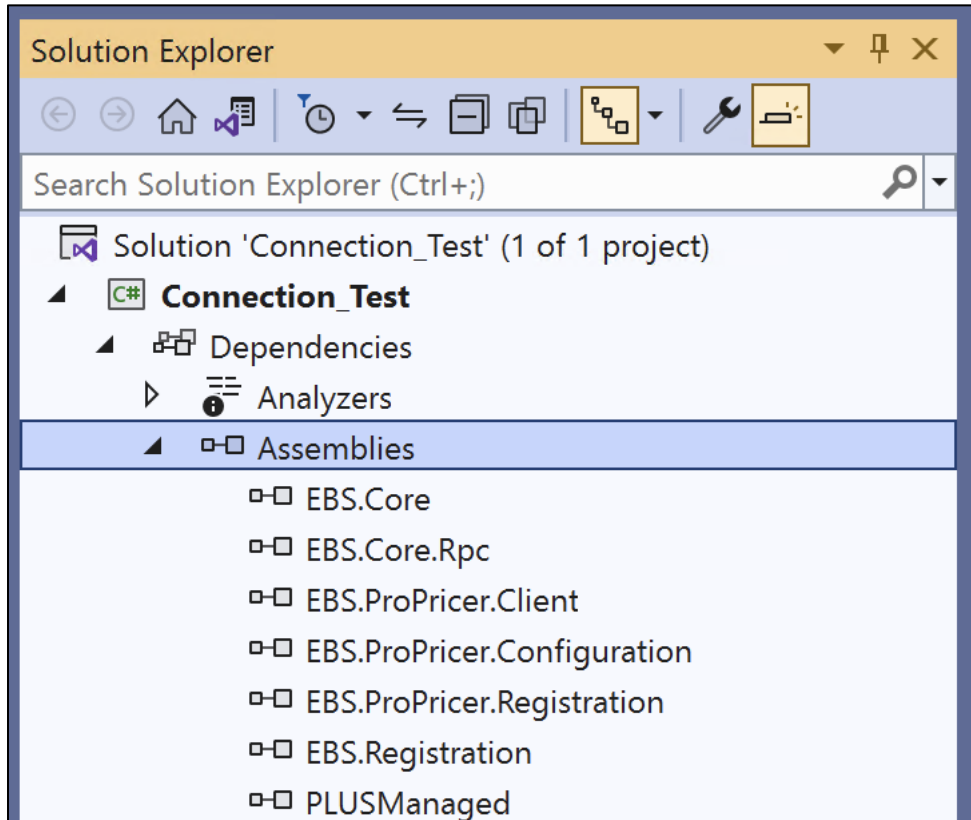 Solution Explorer
Search Solution Explorer (Ctrl+;)
Solution 'Connection_Test' (1 of 1 project)
C# Connection_Test
Dependencies
Analyzers
Assemblies
EBS.Core
EBS.Core.Rpc
EBS.ProPricer.Client
EBS.ProPricer.Configuration
EBS.ProPricer.Registration
EBS.Registration
PLUSManaged